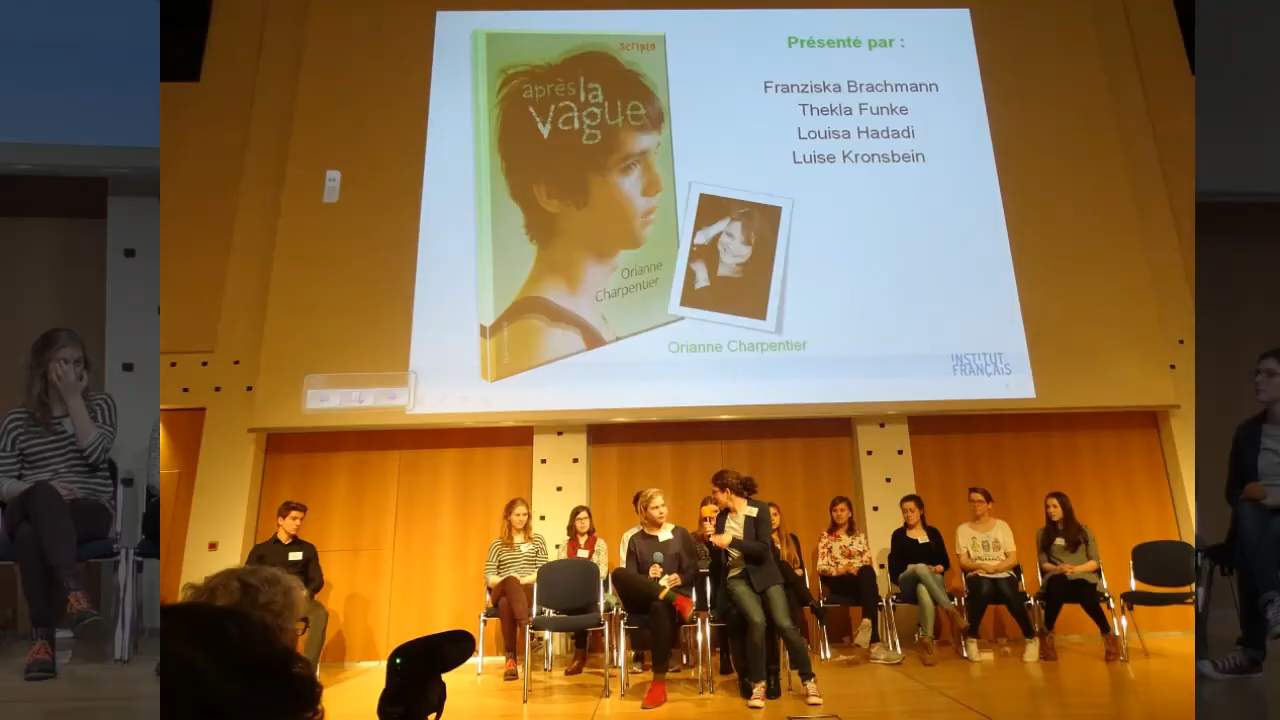 scripto
après la
vague
Orianne
Charpentier
Présenté par :
Franziska Brachmann
Thekla Funke
Louisa Hadadi
Luise Kronsbein
Orianne Charpentier
INSTITUT
FRANÇAIS